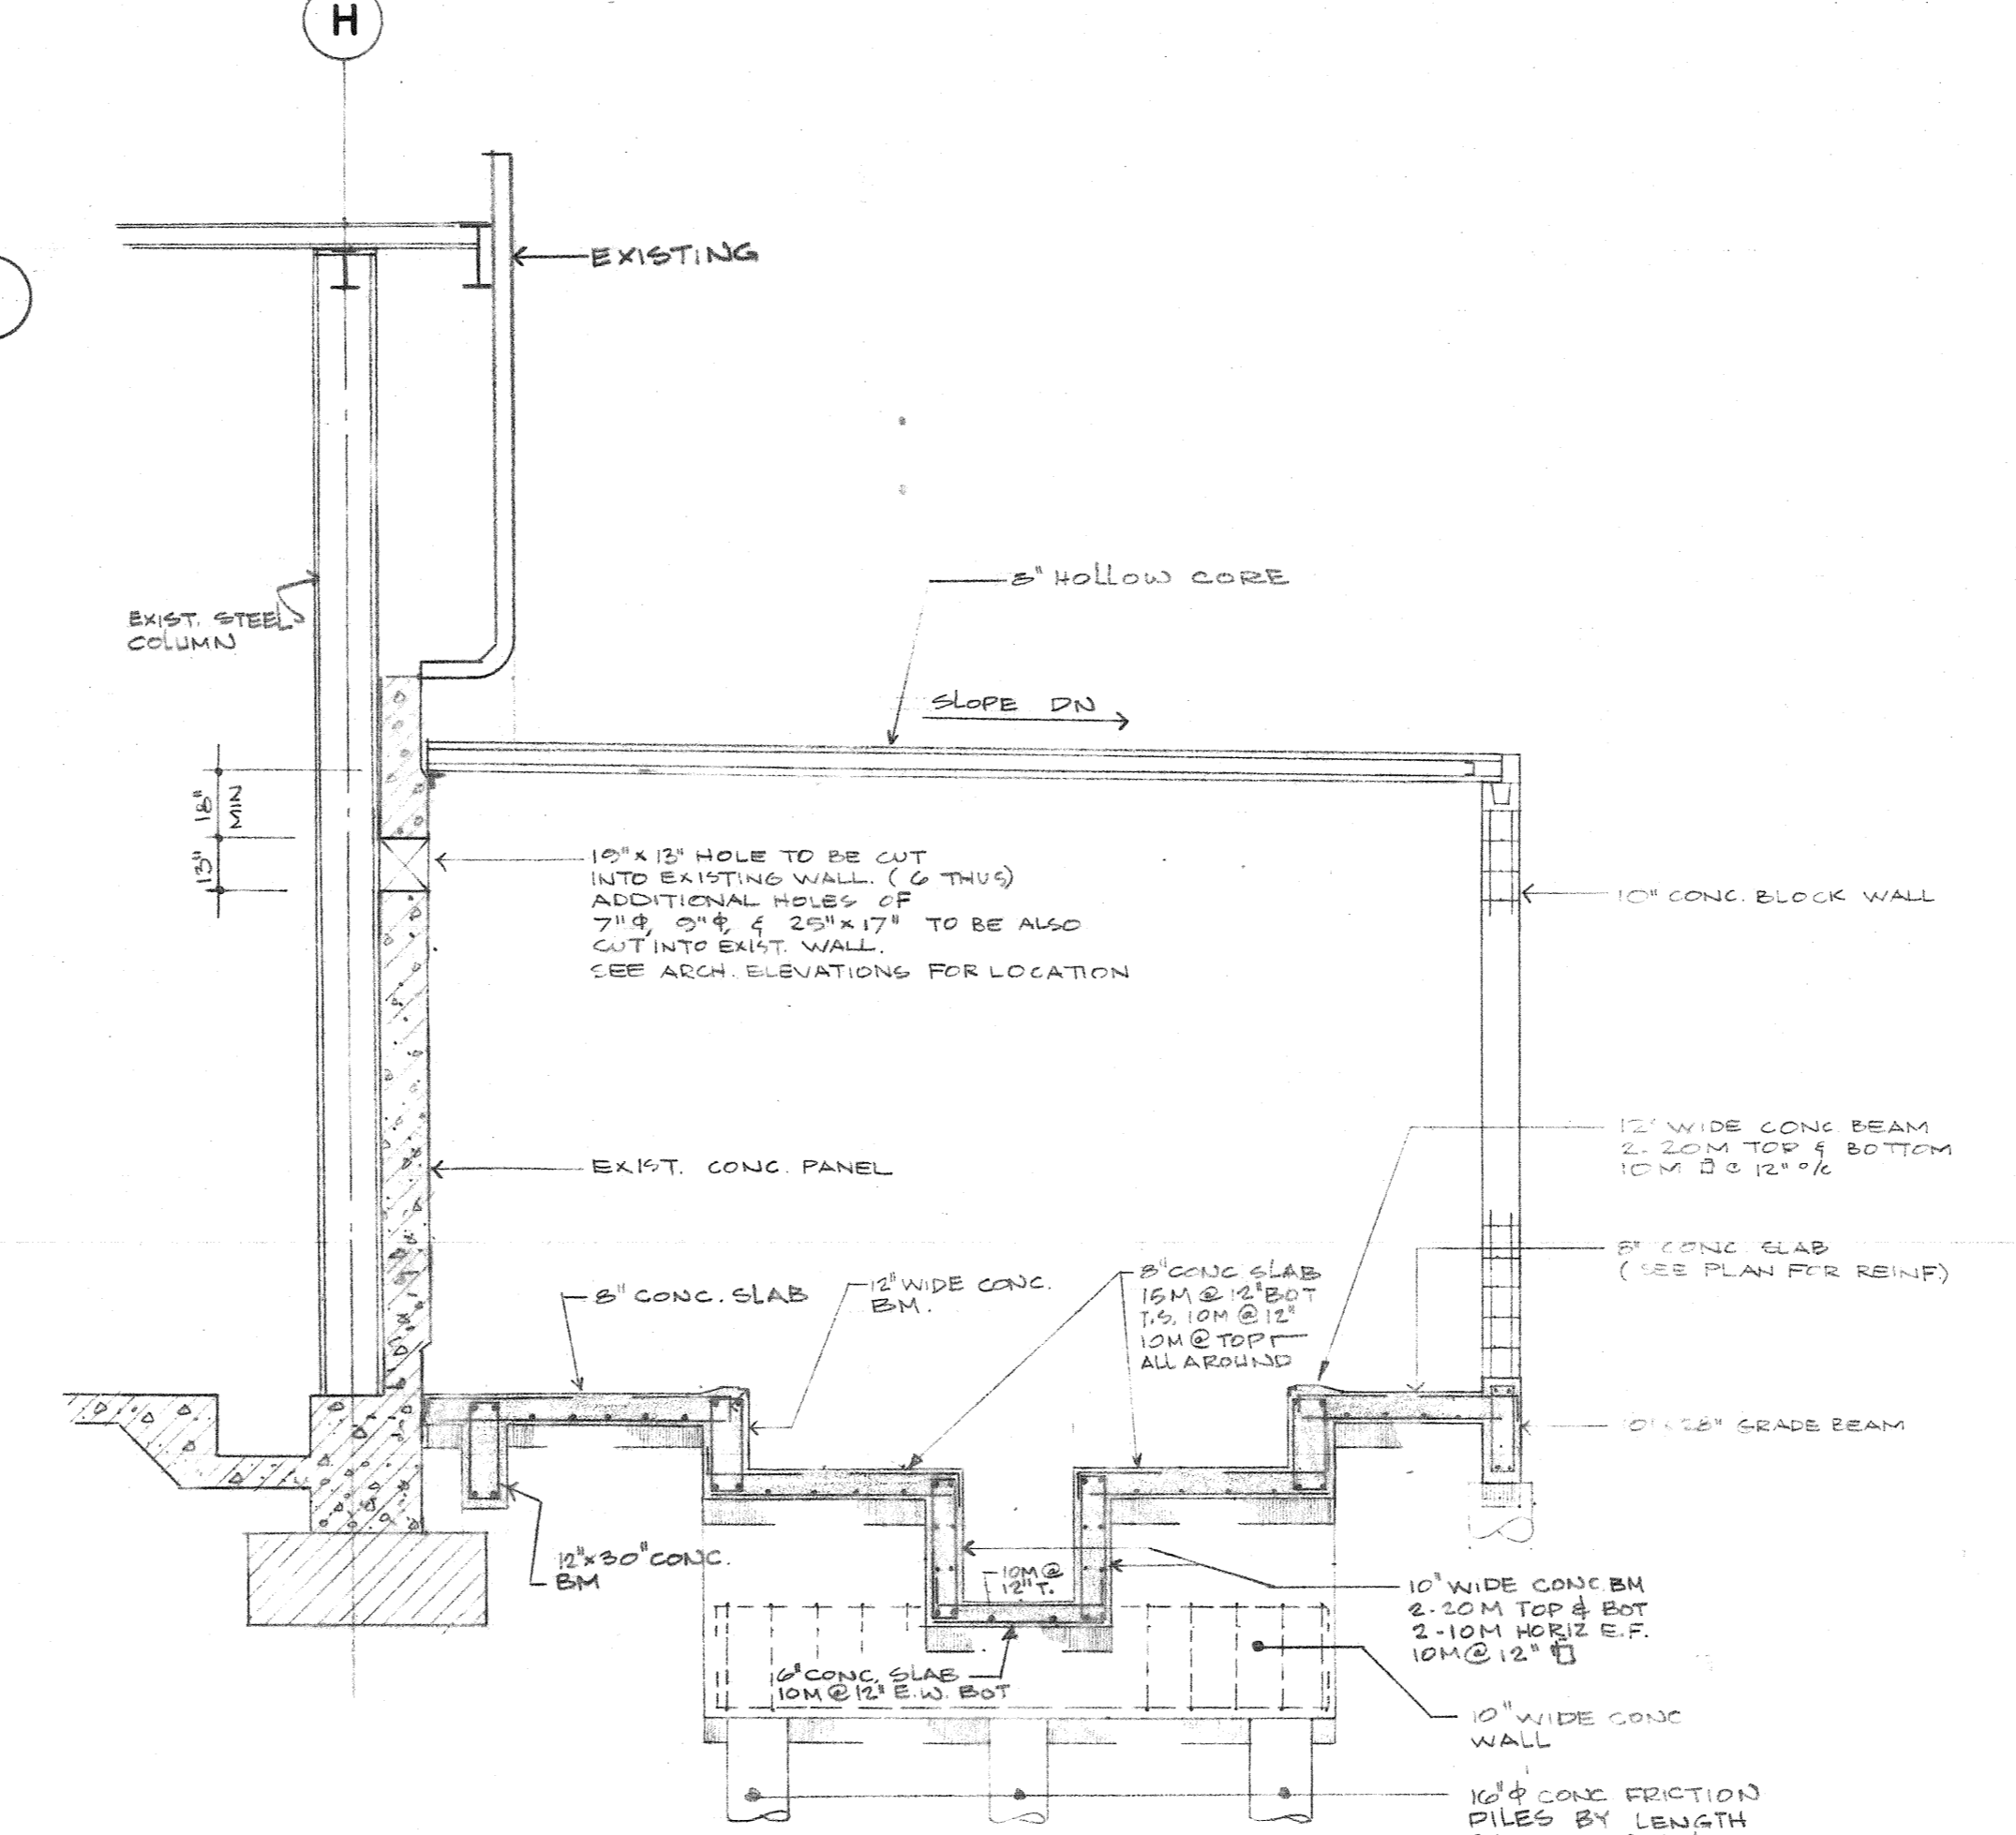 H
EXISTING
8" HOLLOW CORE
EXIST. STEEL
COLUMN
SLOPE DN
18"
MIN
13"
19" x 13" HOLE TO BE CUT
INTO EXISTING WALL. ( 6 THUS)
ADDITIONAL HOLES OF
7"φ, 9"φ, & 25" x 17" TO BE ALSO
CUT INTO EXIST. WALL.
SEE ARCH. ELEVATIONS FOR LOCATION
10" CONC. BLOCK WALL
12" WIDE CONC. BEAM
2-20M TOP & BOTTOM
10M @ 12" o/c
EXIST. CONC. PANEL
8" CONC. SLAB
( SEE PLAN FOR REINF.)
8" CONC. SLAB
12" WIDE CONC.
BM.
8" CONC SLAB
15M @ 12" BOT
T.S. 10M @ 12"
10M @ TOP
ALL AROUND
10" x 28" GRADE BEAM
12" x 30" CONC.
BM
10M @
12" T.
10" WIDE CONC. BM
2-20M TOP & BOT
2-10M HORIZ E.F.
10M @ 12"
6" CONC. SLAB
10M @ 12" E.W. BOT
10" WIDE CONC
WALL
16" φ CONC FRICTION
PILES BY LENGTH